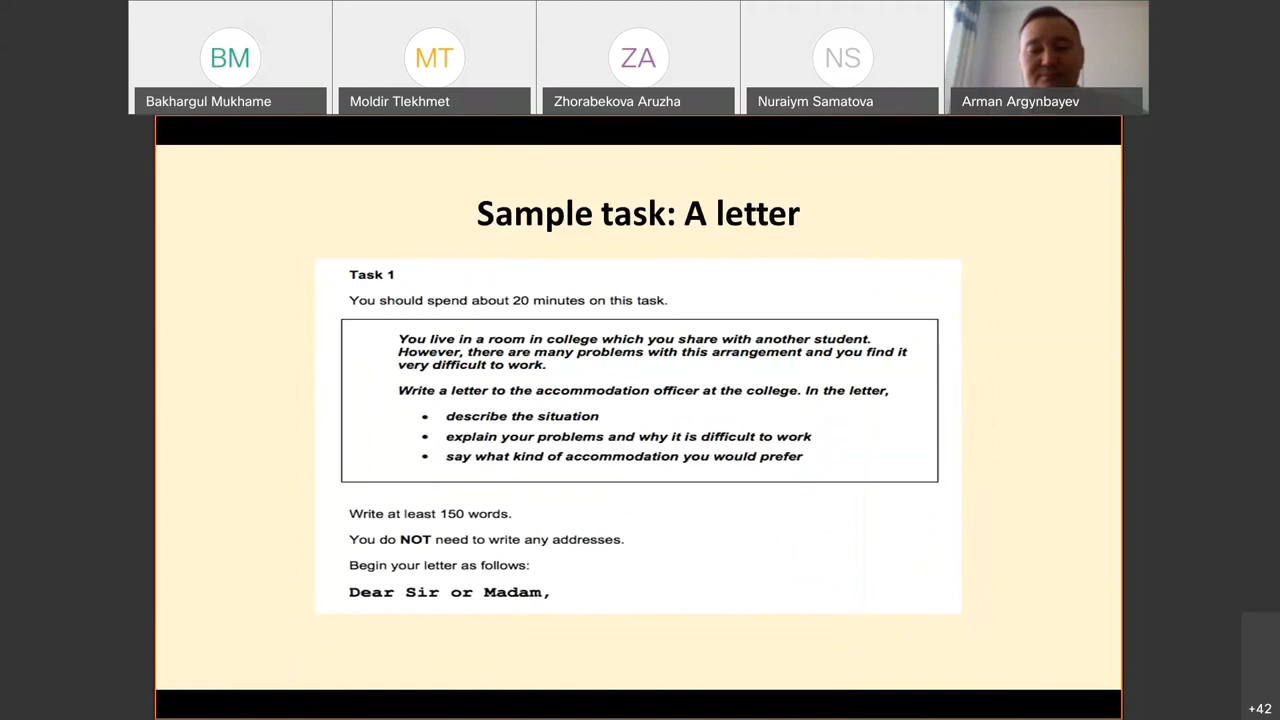 BM
MT
ZA
NS
Bakhargul Mukhame
Moldir Tlekhmet
Zhorabekova Aruzha
Nuraiym Samatova
Arman Argynbayev
Sample task: A letter
Task 1
You should spend about 20 minutes on this task.
You live in a room in college which you share with another student.
However, there are many problems with this arrangement and you find it
very difficult to work.
Write a letter to the accommodation officer at the college. In the letter,
• describe the situation
• explain your problems and why it is difficult to work
• say what kind of accommodation you would prefer
Write at least 150 words.
You do NOT need to write any addresses.
Begin your letter as follows:
Dear Sir or Madam,
+42